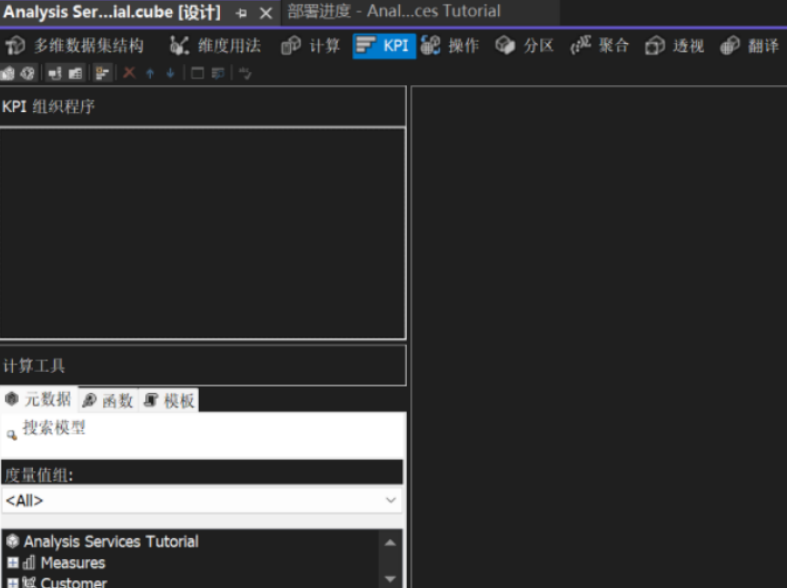 Analysis Ser...ial.cube [设计] 部署进度 - Anal...ces Tutorial
多维数据集结构 维度用法 计算 KPI 操作 分区 聚合 透视 翻译
KPI 组织程序
计算工具
元数据 函数 模板
搜索模型
度量值组:
<All>
Analysis Services Tutorial
Measures
Customer